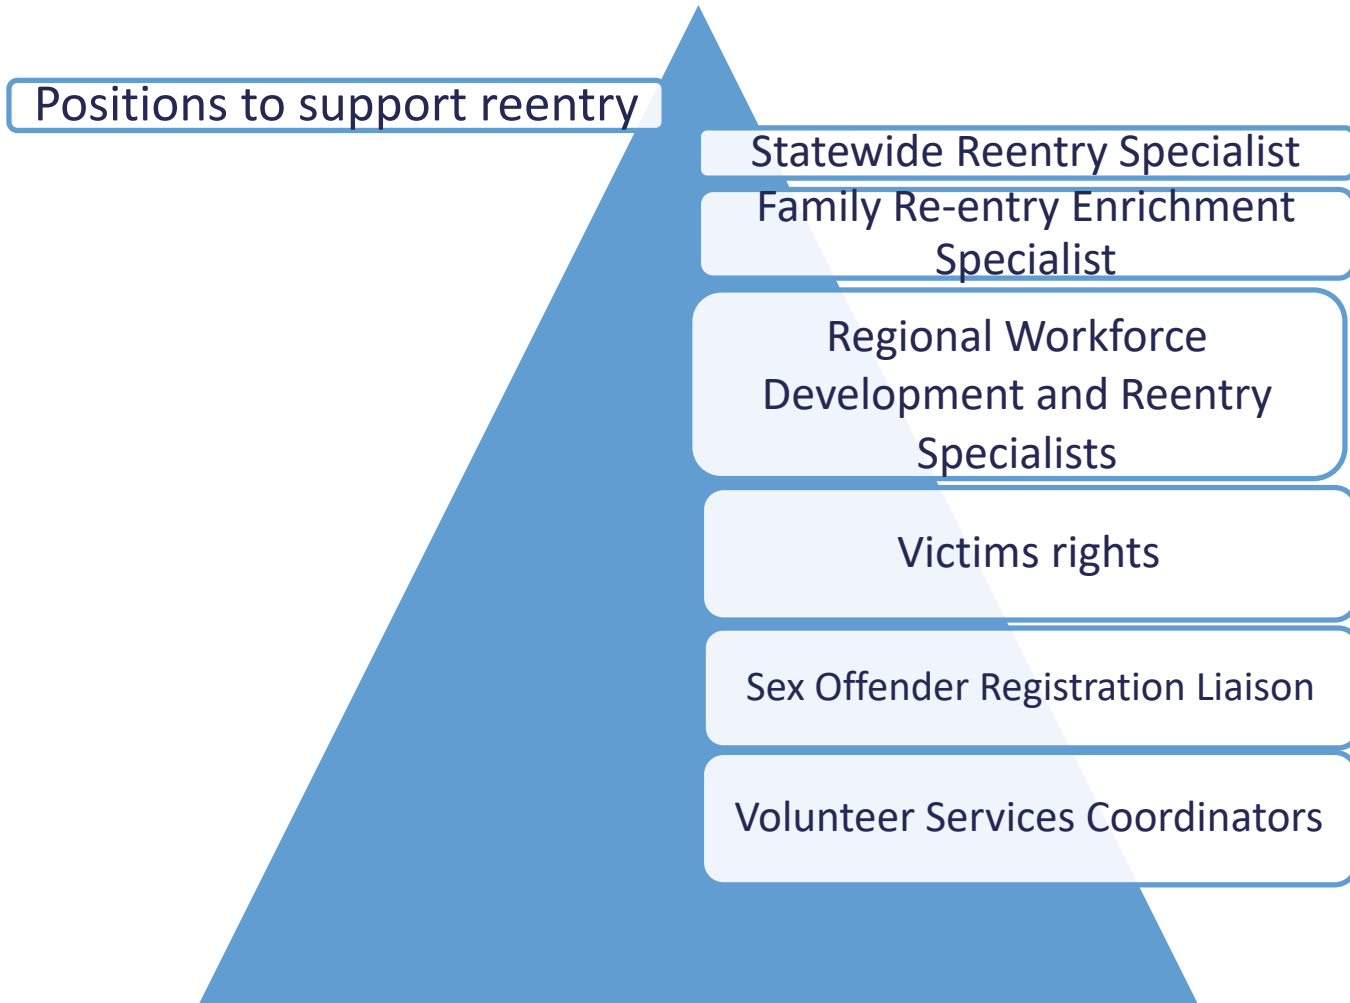 Positions to support reentry
Statewide Reentry Specialist
Family Re-entry Enrichment
Specialist
Regional Workforce
Development and Reentry
Specialists
Victims rights
Sex Offender Registration Liaison
Volunteer Services Coordinators